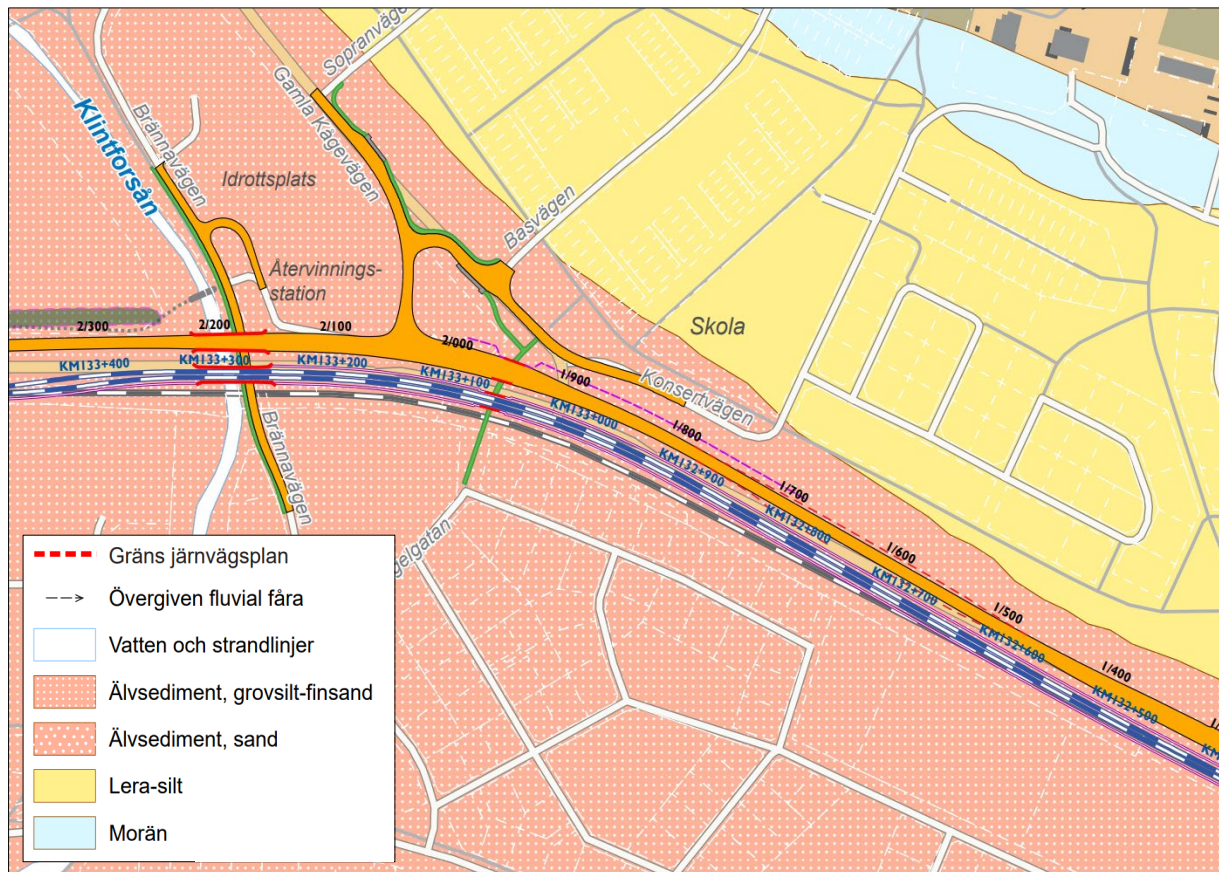 Sopranvägen
Gamla Kågevägen
Brännavägen
Klintforsån
Idrottsplats
Basvägen
Återvinnings-
station
Skola
2/300
2/200
2/100
2/000
1/900
1/800
1/700
1/600
1/500
1/400
KM133+400
KM133+300
KM133+200
KM133+100
KM133+000
KM132+900
KM132+800
KM132+700
KM132+600
KM132+500
Konsertvägen
Brännavägen
Gräns järnvägsplan
Övergiven fluvial fåra
Vatten och strandlinjer
Älvsediment, grovsilt-finsand
Älvsediment, sand
Lera-silt
Morän